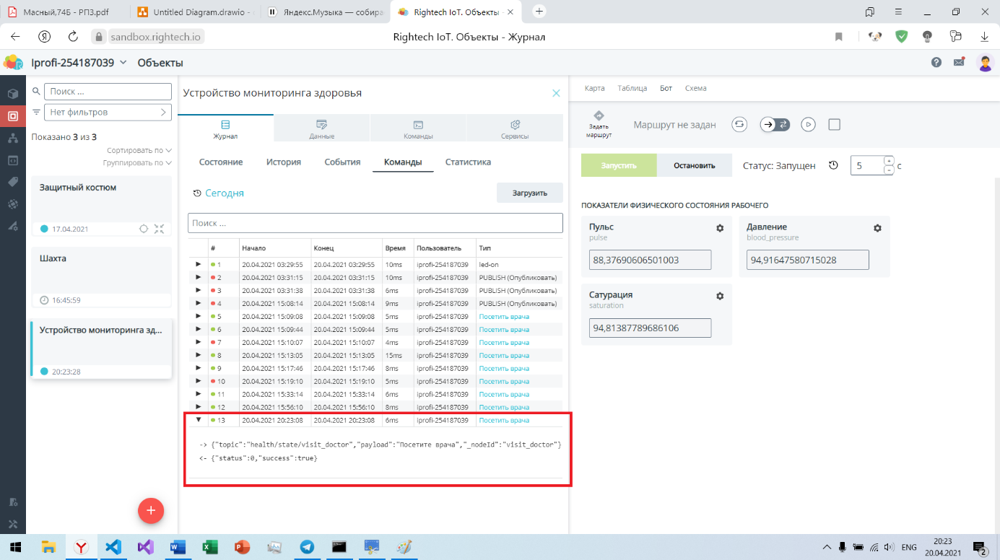 Масный,74Б - РПЗ.pdf
Untitled Diagram.drawio -
Яндекс.Музыка — собира
Rightech IoT. Объекты
sandbox.rightech.io
Rightech IoT. Объекты - Журнал
Iprofi-254187039
Объекты
Поиск ...
Нет фильтров
Показано 3 из 3
Сортировать по
Группировать по
Защитный костюм
17.04.2021
Шахта
16:45:59
Устройство мониторинга зд...
20:23:28
Устройство мониторинга здоровья
Журнал
Данные
Команды
Сервисы
Состояние История События Команды Статистика
Сегодня
Загрузить
Поиск ...
# Начало Конец Время Пользователь Тип
1 20.04.2021 03:29:55 20.04.2021 03:29:55 10ms iprofi-254187039 led-on
2 20.04.2021 03:31:15 20.04.2021 03:31:15 10ms iprofi-254187039 PUBLISH (Опубликовать)
3 20.04.2021 03:31:38 20.04.2021 03:31:38 6ms iprofi-254187039 PUBLISH (Опубликовать)
4 20.04.2021 15:08:14 20.04.2021 15:08:14 9ms iprofi-254187039 PUBLISH (Опубликовать)
5 20.04.2021 15:09:08 20.04.2021 15:09:08 5ms iprofi-254187039 Посетить врача
6 20.04.2021 15:09:44 20.04.2021 15:09:44 5ms iprofi-254187039 Посетить врача
7 20.04.2021 15:10:07 20.04.2021 15:10:07 4ms iprofi-254187039 Посетить врача
8 20.04.2021 15:13:05 20.04.2021 15:13:05 15ms iprofi-254187039 Посетить врача
9 20.04.2021 15:17:46 20.04.2021 15:17:46 8ms iprofi-254187039 Посетить врача
10 20.04.2021 15:19:10 20.04.2021 15:19:10 5ms iprofi-254187039 Посетить врача
11 20.04.2021 15:33:14 20.04.2021 15:33:14 6ms iprofi-254187039 Посетить врача
12 20.04.2021 15:56:10 20.04.2021 15:56:10 8ms iprofi-254187039 Посетить врача
13 20.04.2021 20:23:08 20.04.2021 20:23:08 6ms iprofi-254187039 Посетить врача
-> {"topic":"health/state/visit_doctor","payload":"Посетите врача","_nodeId":"visit_doctor"}
<- {"status":0,"success":true}
Карта Таблица Бот Схема
Задать
маршрут
Маршрут не задан
Запустить
Остановить
Статус: Запущен
5
с
ПОКАЗАТЕЛИ ФИЗИЧЕСКОГО СОСТОЯНИЯ РАБОЧЕГО
Пульс
pulse
88,37690606501003
Давление
blood_pressure
94,91647580715028
Сатурация
saturation
94,81387789686106
ENG
20:23
20.04.2021
2